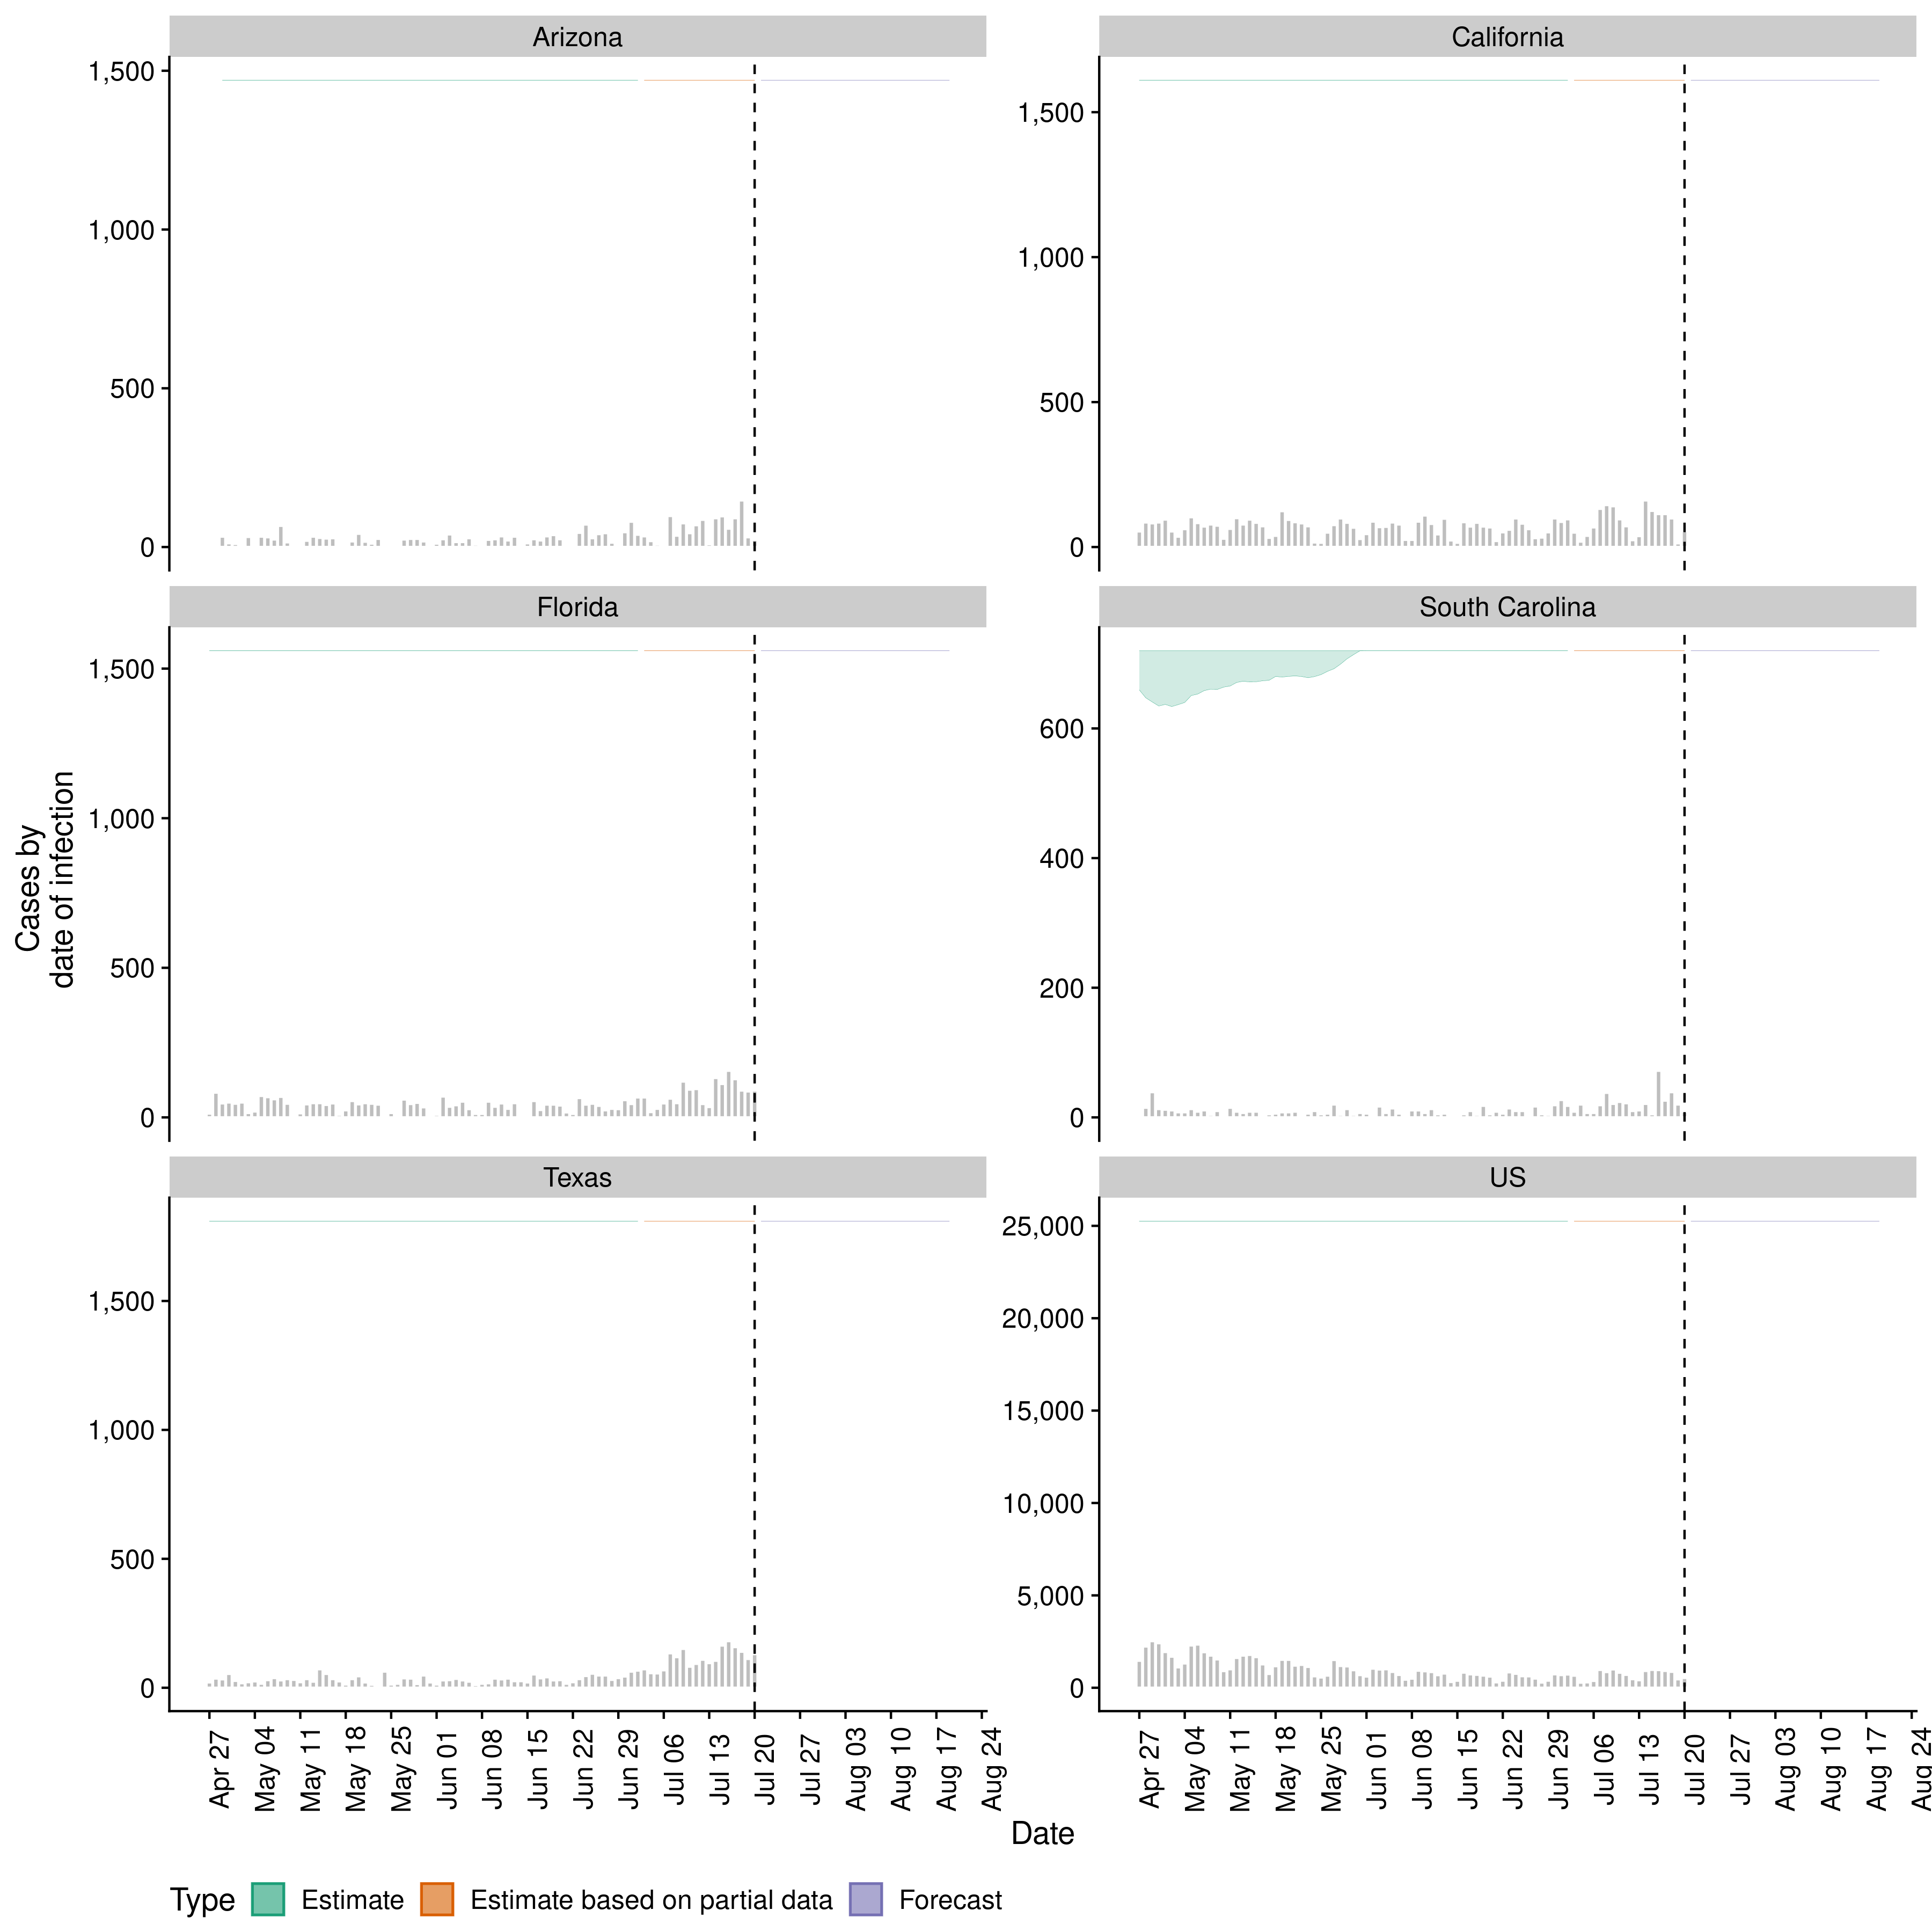 Arizona
California
1,500
1,000
500
0
1,500
1,000
500
0
Florida
South Carolina
1,500
1,000
500
0
600
400
200
0
Texas
US
1,500
1,000
500
0
25,000
20,000
15,000
10,000
5,000
0
Cases by
date of infection
Apr 27 May 04 May 11 May 18 May 25 Jun 01 Jun 08 Jun 15 Jun 22 Jun 29 Jul 06 Jul 13 Jul 20 Jul 27 Aug 03 Aug 10 Aug 17 Aug 24
Apr 27 May 04 May 11 May 18 May 25 Jun 01 Jun 08 Jun 15 Jun 22 Jun 29 Jul 06 Jul 13 Jul 20 Jul 27 Aug 03 Aug 10 Aug 17 Aug 24
Date
Type Estimate Estimate based on partial data Forecast